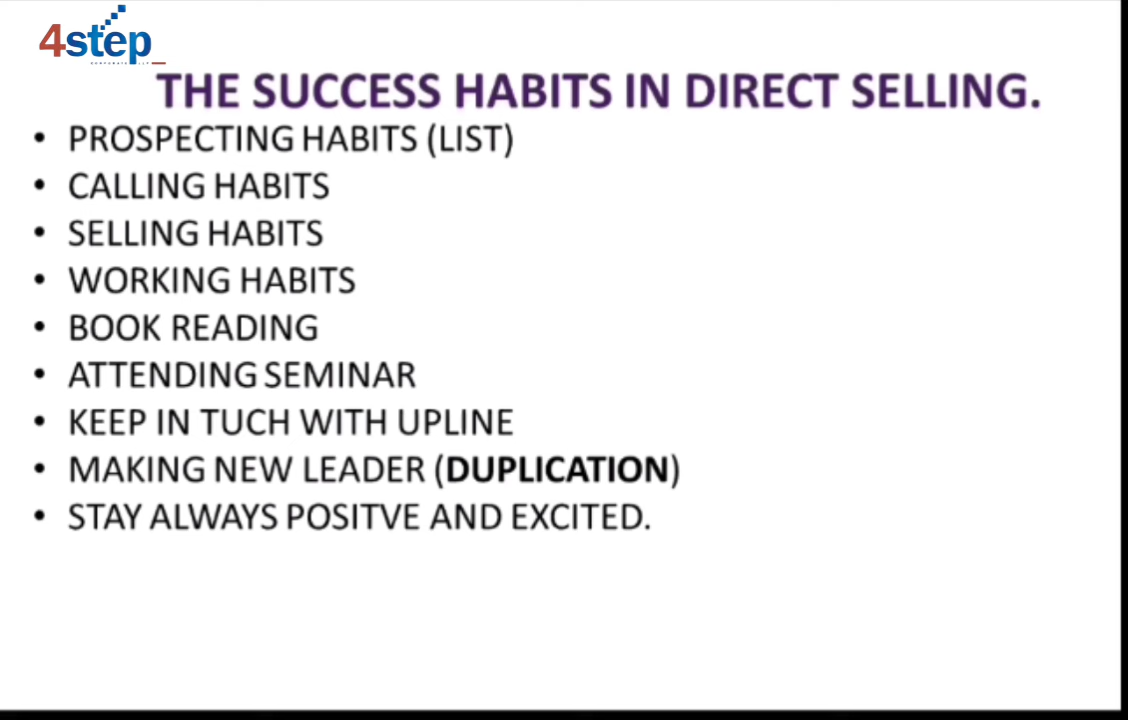 4step
THE SUCCESS HABITS IN DIRECT SELLING.
• PROSPECTING HABITS (LIST)
• CALLING HABITS
• SELLING HABITS
• WORKING HABITS
• BOOK READING
• ATTENDING SEMINAR
• KEEP IN TUCH WITH UPLINE
• MAKING NEW LEADER (DUPLICATION)
• STAY ALWAYS POSITVE AND EXCITED.